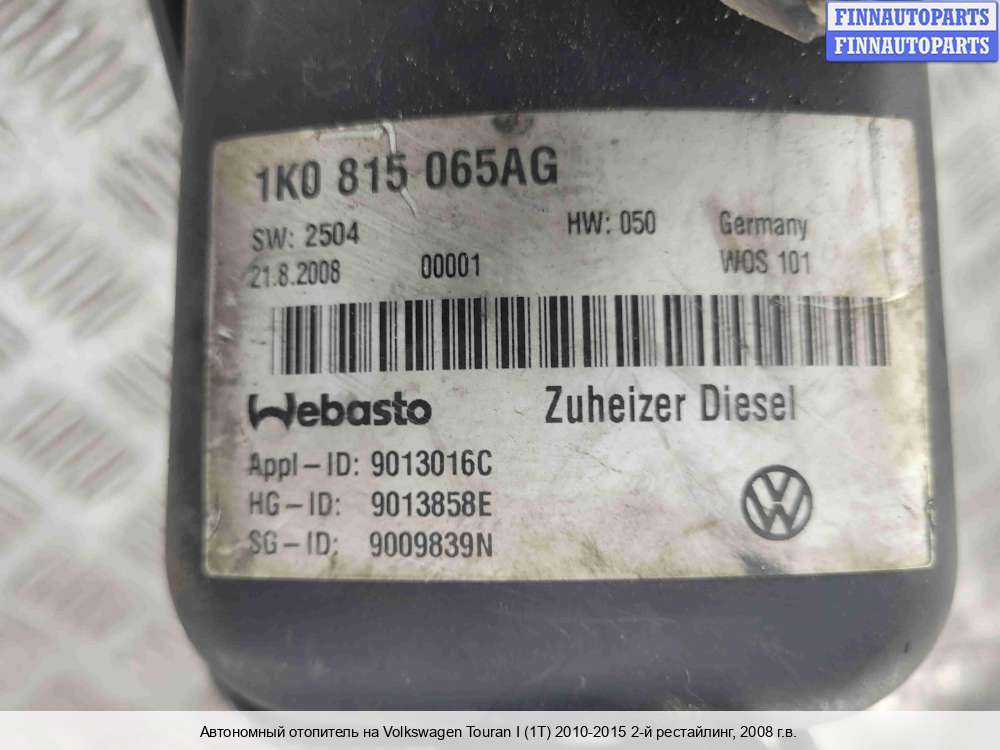 FINNAUTOPARTS
FINNAUTOPARTS
1K0 815 065AG
SW: 2504 HW: 050 Germany
21.8.2008 00001 WOS 101
Webasto Zuheizer Diesel
Appl-ID: 9013016C
HG-ID: 9013858E
SG-ID: 9009839N
Автономный отопитель на Volkswagen Touran I (1T) 2010-2015 2-й рестайлинг, 2008 г.в.